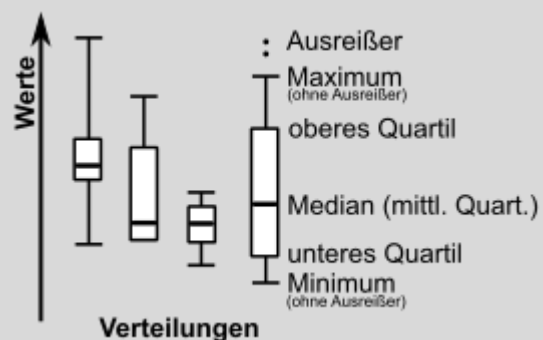 Werte
Ausreißer
Maximum
(ohne Ausreißer)
oberes Quartil
Median (mittl. Quart.)
unteres Quartil
Minimum
(ohne Ausreißer)
Verteilungen